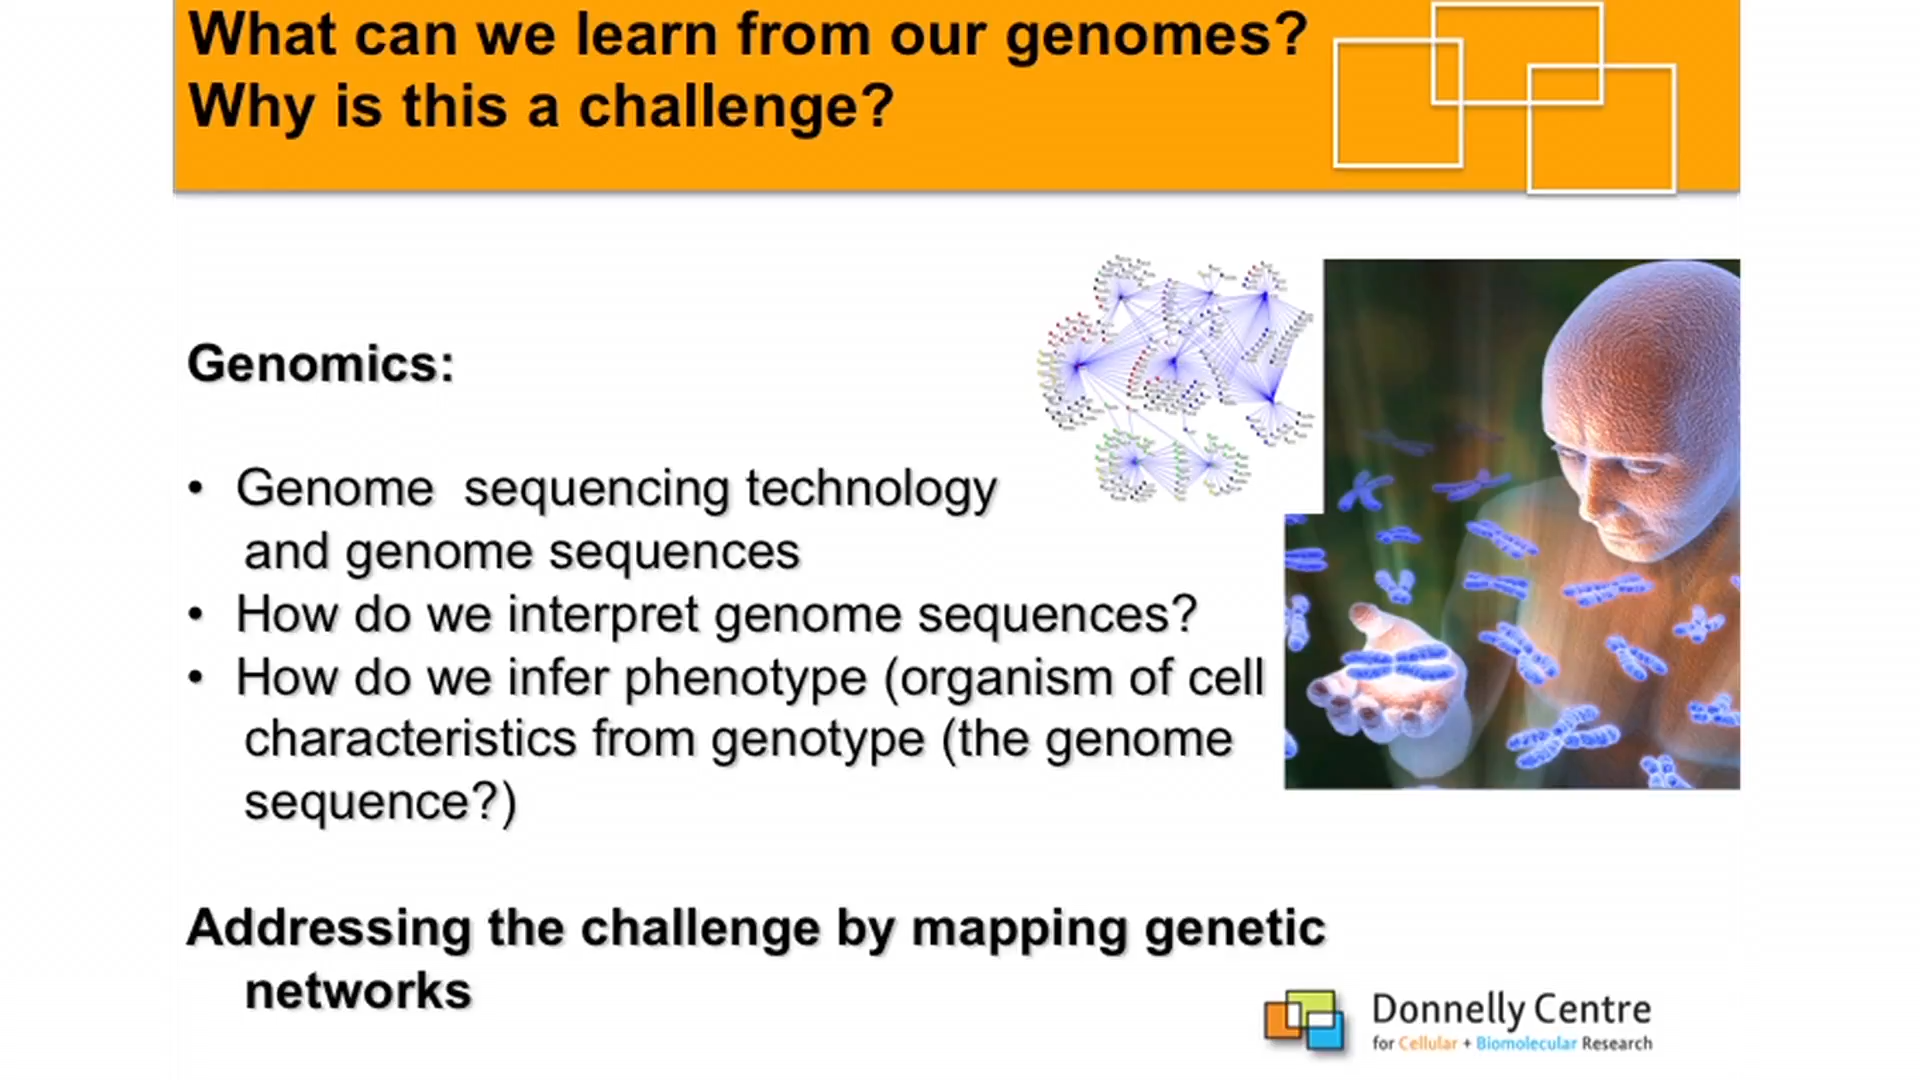 What can we learn from our genomes?
Why is this a challenge?
Genomics:
• Genome sequencing technology
and genome sequences
• How do we interpret genome sequences?
• How do we infer phenotype (organism of cell
characteristics from genotype (the genome
sequence?)
Addressing the challenge by mapping genetic
networks
Donnelly Centre
for Cellular + Biomolecular Research